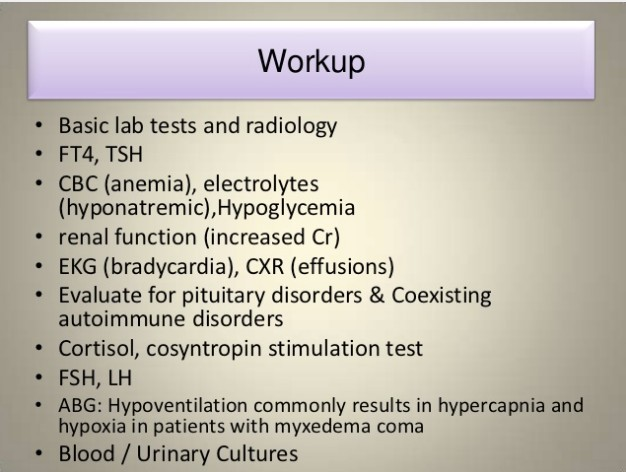 Workup
• Basic lab tests and radiology
• FT4, TSH
• CBC (anemia), electrolytes
(hyponatremic),Hypoglycemia
• renal function (increased Cr)
• EKG (bradycardia), CXR (effusions)
• Evaluate for pituitary disorders & Coexisting
autoimmune disorders
• Cortisol, cosyntropin stimulation test
• FSH, LH
• ABG: Hypoventilation commonly results in hypercapnia and
hypoxia in patients with myxedema coma
• Blood / Urinary Cultures